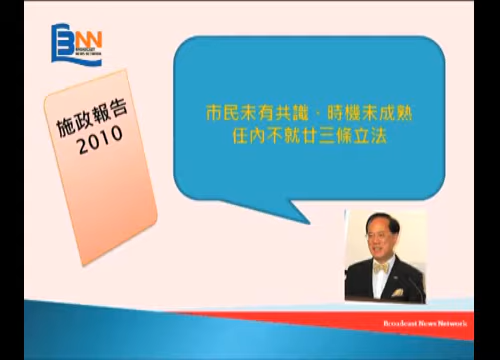 BNN
BROADCAST
NEWS NETWORK
施政報告
2010
市民未有共識、時機未成熟
任內不就廿三條立法
Broadcast News Network